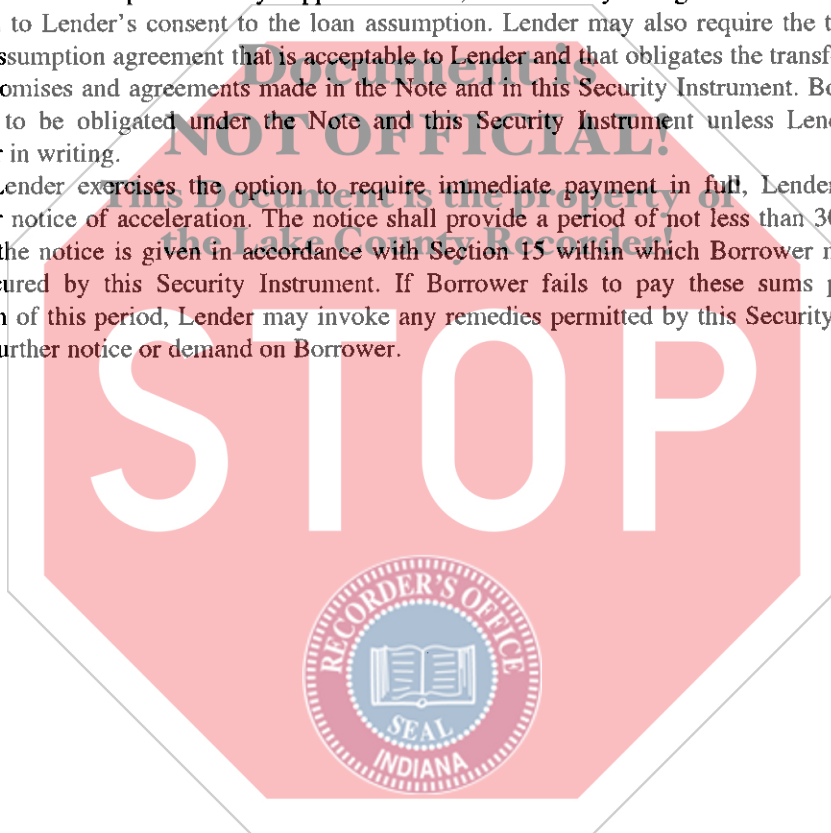 to Lender's consent to the loan assumption. Lender may also require the t
ssumption agreement that is acceptable to Lender and that obligates the transf
omises and agreements made in the Note and in this Security Instrument. Bo
to be obligated under the Note and this Security Instrument unless Lend
r in writing.
Lender exercises the option to require immediate payment in full, Lender
r notice of acceleration. The notice shall provide a period of not less than 30
the notice is given in accordance with Section 15 within which Borrower m
cured by this Security Instrument. If Borrower fails to pay these sums p
n of this period, Lender may invoke any remedies permitted by this Security
further notice or demand on Borrower.
Document is
NOT OFFICIAL!
This Document is the property of
the Lake County Recorder!
STOP
RECORDER'S OFFICE
SEAL
INDIANA